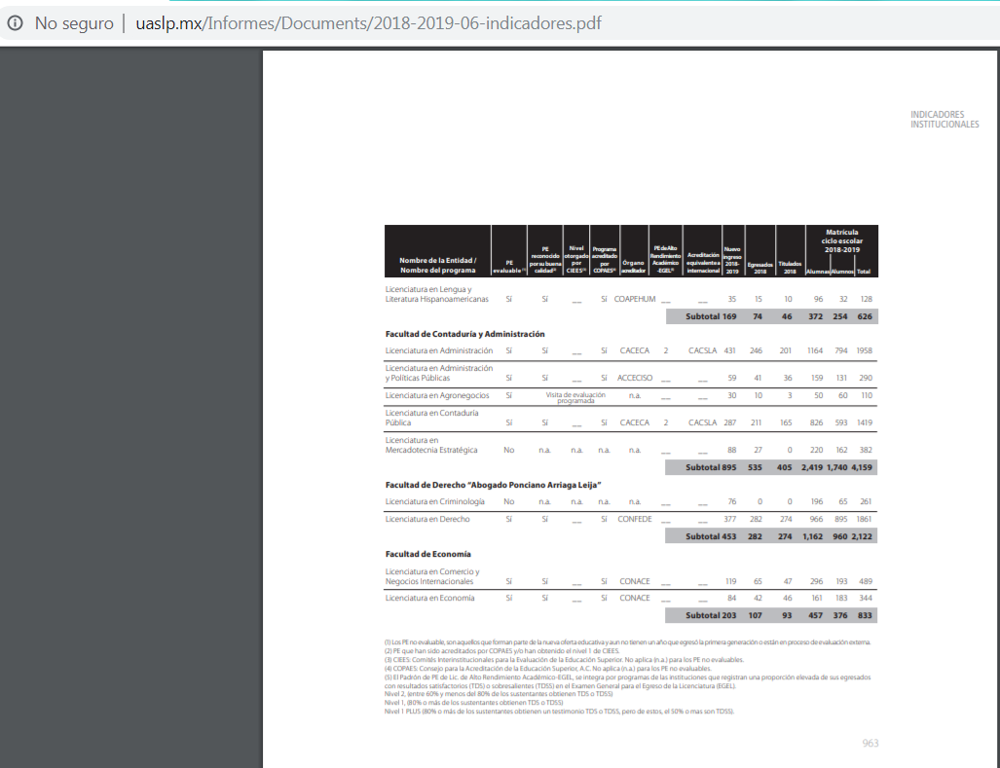 No seguro | uaslp.mx/Informes/Documents/2018-2019-06-indicadores.pdf
INDICADORES
INSTITUCIONALES
Nombre de la Entidad / Nombre del programa | PE evaluable (1) | PE reconocido por su buena calidad(2) | Nivel otorgado por CIEES(3) | Programa acreditado por COPAES(4) | Órgano acreditador | PE de Alto Rendimiento Académico -EGEL(5) | Acreditación equivalente a internacional | Nuevo ingreso 2018-2019 | Egresados 2018 | Titulados 2018 | Matrícula ciclo escolar 2018-2019 Alumnas Alumnos Total
Licenciatura en Lengua y
Literatura Hispanoamericanas Sí Sí __ Sí COAPEHUM __ __ 35 15 10 96 32 128
Subtotal 169 74 46 372 254 626
Facultad de Contaduría y Administración
Licenciatura en Administración Sí Sí __ Sí CACECA 2 CACSLA 431 246 201 1164 794 1958
Licenciatura en Administración
y Políticas Públicas Sí Sí __ Sí ACCECISO __ __ 59 41 36 159 131 290
Licenciatura en Agronegocios Sí Visita de evaluación programada n.a. __ __ 30 10 3 50 60 110
Licenciatura en Contaduría
Pública Sí Sí __ Sí CACECA 2 CACSLA 287 211 165 826 593 1419
Licenciatura en
Mercadotecnia Estratégica No n.a. n.a. n.a. n.a. __ __ 88 27 0 220 162 382
Subtotal 895 535 405 2,419 1,740 4,159
Facultad de Derecho “Abogado Ponciano Arriaga Leija”
Licenciatura en Criminología No n.a. n.a. n.a. n.a. __ __ 76 0 0 196 65 261
Licenciatura en Derecho Sí Sí __ Sí CONFEDE __ __ 377 282 274 966 895 1861
Subtotal 453 282 274 1,162 960 2,122
Facultad de Economía
Licenciatura en Comercio y
Negocios Internacionales Sí Sí __ Sí CONACE __ __ 119 65 47 296 193 489
Licenciatura en Economía Sí Sí __ Sí CONACE __ __ 84 42 46 161 183 344
Subtotal 203 107 93 457 376 833
(1) Los PE no evaluable, son aquellos que forman parte de la nueva oferta educativa y aun no tienen un año que egresó la primera generación o están en proceso de evaluación externa.
(2) PE que han sido acreditados por COPAES y/o han obtenido el nivel 1 de CIEES.
(3) CIEES: Comités Interinstitucionales para la Evaluación de la Educación Superior. No aplica (n.a.) para los PE no evaluables.
(4) COPAES: Consejo para la Acreditación de la Educación Superior, A.C. No aplica (n.a.) para los PE no evaluables.
(5) El Padrón de PE de Lic. de Alto Rendimiento Académico-EGEL, se integra por programas de las instituciones que registran una proporción elevada de sus egresados
con resultados satisfactorios (TDS) o sobresalientes (TDSS) en el Examen General para el Egreso de la Licenciatura (EGEL).
Nivel 2, (entre 60% y menos del 80% de los sustentantes obtienen TDS o TDSS)
Nivel 1, (80% o más de los sustentantes obtienen TDS o TDSS)
Nivel 1 PLUS (80% o más de los sustentantes obtienen un testimonio TDS o TDSS, pero de estos, el 50% o mas son TDSS).
963